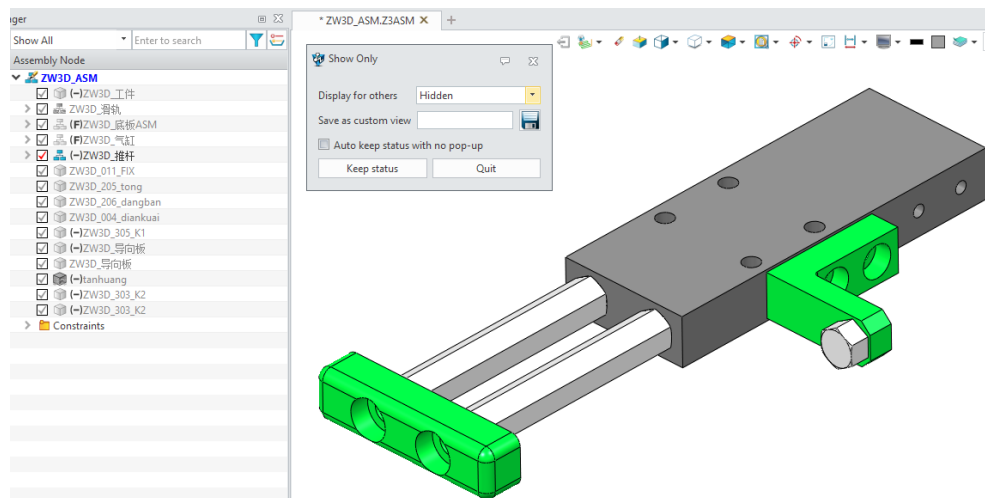 ger
* ZW3D_ASM.Z3ASM
Show All
Enter to search
Assembly Node
ZW3D_ASM
(-)ZW3D_工件
ZW3D_滑轨
(F)ZW3D_底板ASM
(F)ZW3D_气缸
(-)ZW3D_推杆
ZW3D_011_FIX
ZW3D_205_tong
ZW3D_206_dangban
ZW3D_004_diankuai
(-)ZW3D_305_K1
(-)ZW3D_导向板
ZW3D_导向板
(-)tanhuang
(-)ZW3D_303_K2
(-)ZW3D_303_K2
Constraints
Show Only
Display for others Hidden
Save as custom view
Auto keep status with no pop-up
Keep status Quit